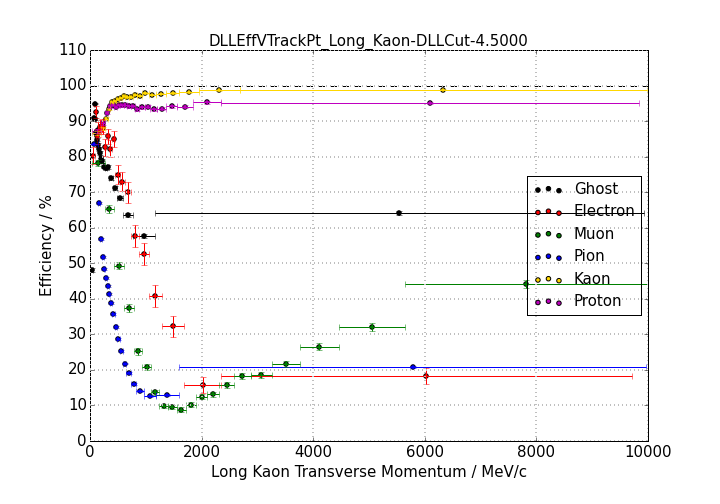 DLLEffVTrackPt_Long_Kaon-DLLCut-4.5000
110
100
90
80
70
60
50
40
30
20
10
0
Efficiency / %
Ghost
Electron
Muon
Pion
Kaon
Proton
0 2000 4000 6000 8000 10000
Long Kaon Transverse Momentum / MeV/c